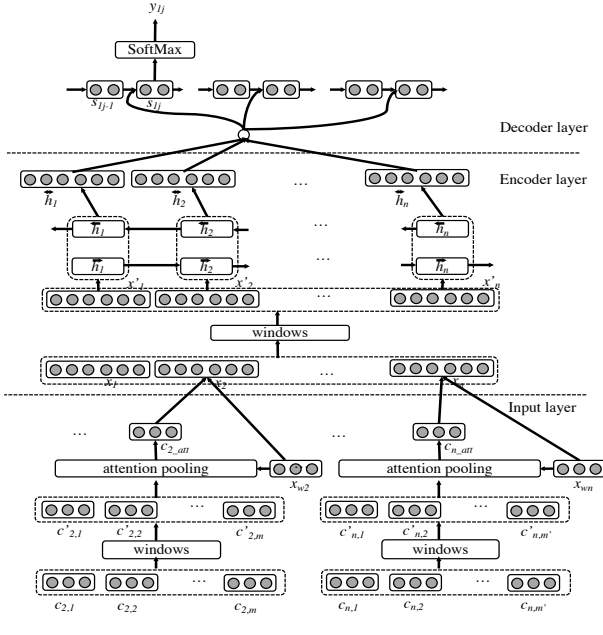 y1j
SoftMax
s1j-1 s1j
Decoder layer
Encoder layer
h1 h2 ... hn
h1 h2 ... hn
h1 h2 ... hn
x'1 x'2 x'n
...
windows
...
x1 x2 xn
Input layer
... ...
c2_att cn_att
attention pooling attention pooling
xw2 xwn
... ...
c'2,1 c'2,2 c'2,m c'n,1 c'n,2 c'n,m'
windows windows
... ...
c2,1 c2,2 c2,m cn,1 cn,2 cn,m'